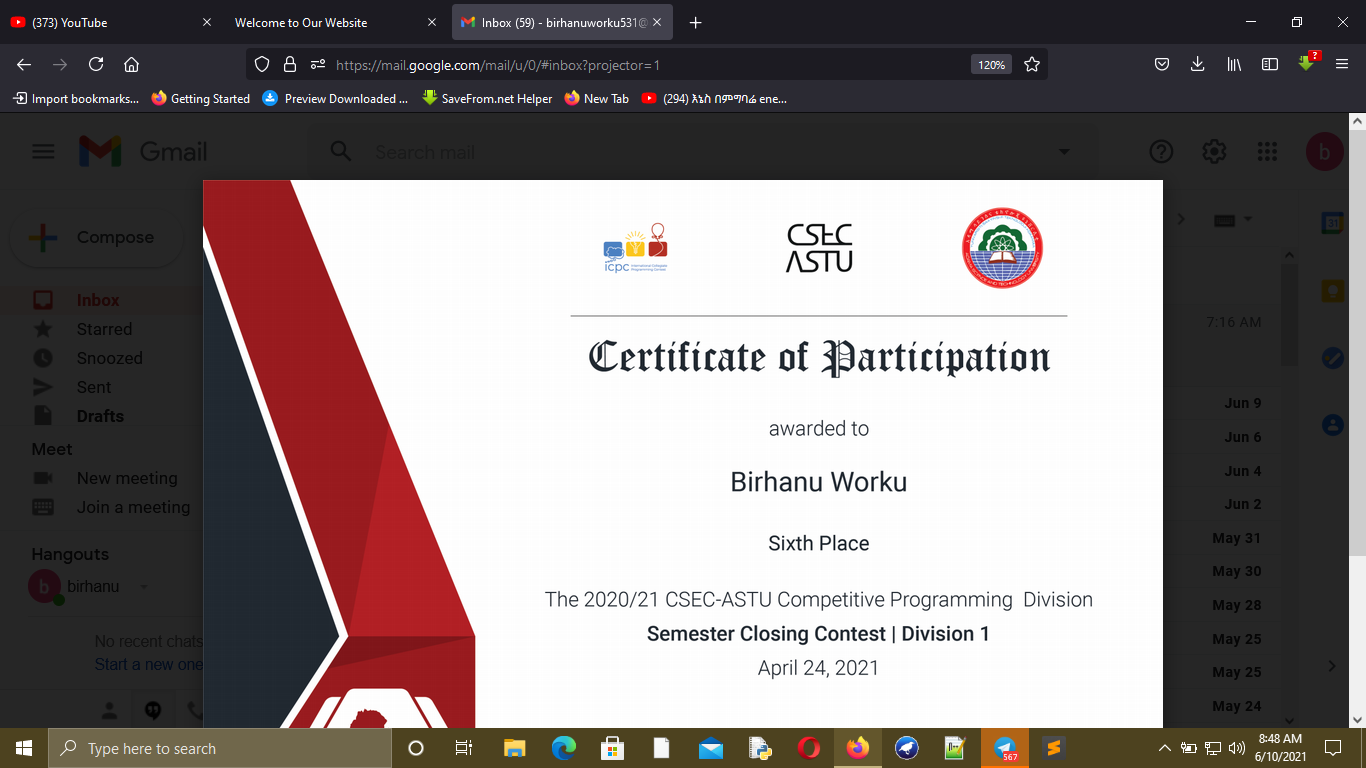 (373) YouTube
Welcome to Our Website
Inbox (59) - birhanuworku531@
https://mail.google.com/mail/u/0/#inbox?projector=1
120%
Import bookmarks...
Getting Started
Preview Downloaded ...
SaveFrom.net Helper
New Tab
(294) እኔስ በምግባሬ ene...
Gmail
Search mail
b
Compose
Inbox
Starred
Snoozed
Sent
Drafts
Meet
New meeting
Join a meeting
Hangouts
b
birhanu
No recent chats
Start a new one
icpc International Collegiate
Programming Contest
CSEC
ASTU
Certificate of Participation
awarded to
Birhanu Worku
Sixth Place
The 2020/21 CSEC-ASTU Competitive Programming Division
Semester Closing Contest | Division 1
April 24, 2021
31
7:16 AM
Jun 9
Jun 6
Jun 4
Jun 2
May 31
May 30
May 28
May 25
May 25
May 24
Type here to search
567
8:48 AM
6/10/2021